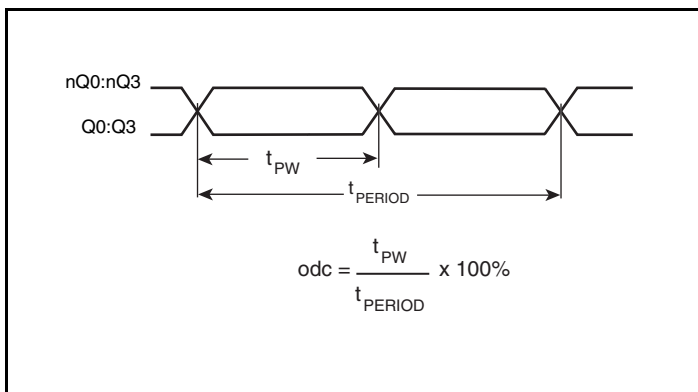 nQ0:nQ3
Q0:Q3
tPW
tPERIOD
odc = tPW / tPERIOD x 100%